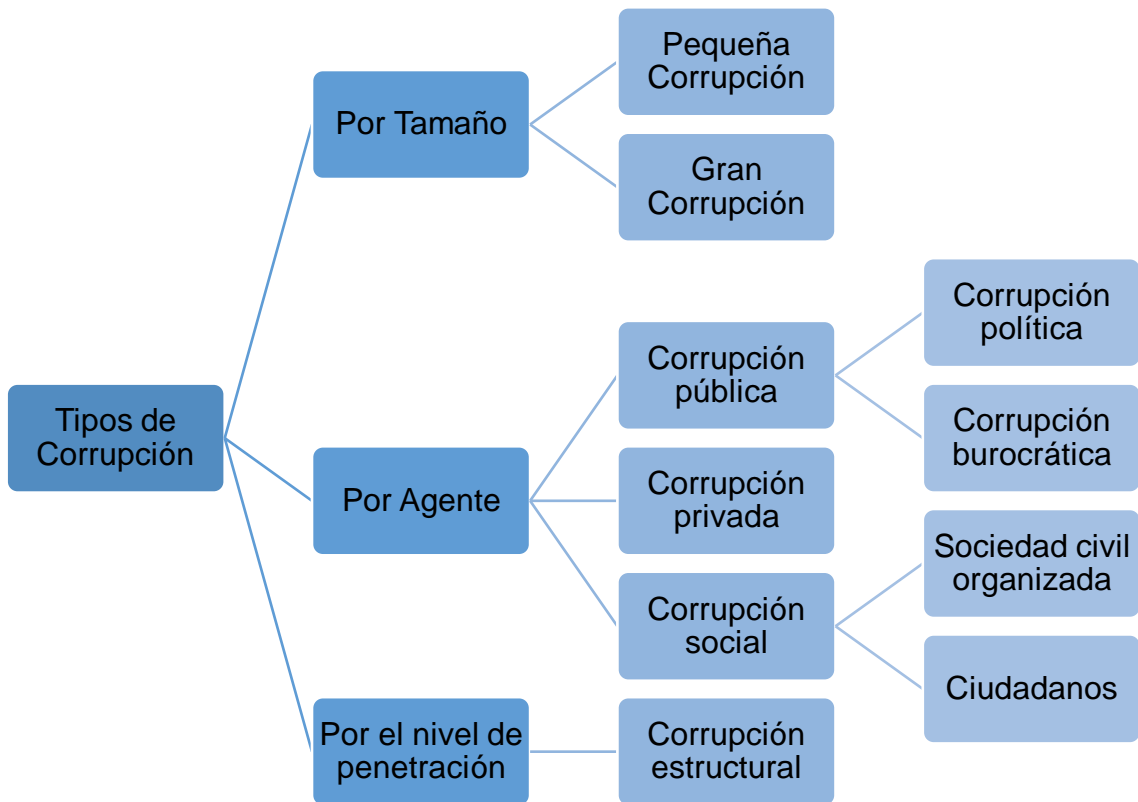 Tipos de
Corrupción
Por Tamaño
Pequeña
Corrupción
Gran
Corrupción
Por Agente
Corrupción
pública
Corrupción
política
Corrupción
burocrática
Corrupción
privada
Corrupción
social
Sociedad civil
organizada
Ciudadanos
Por el nivel de
penetración
Corrupción
estructural